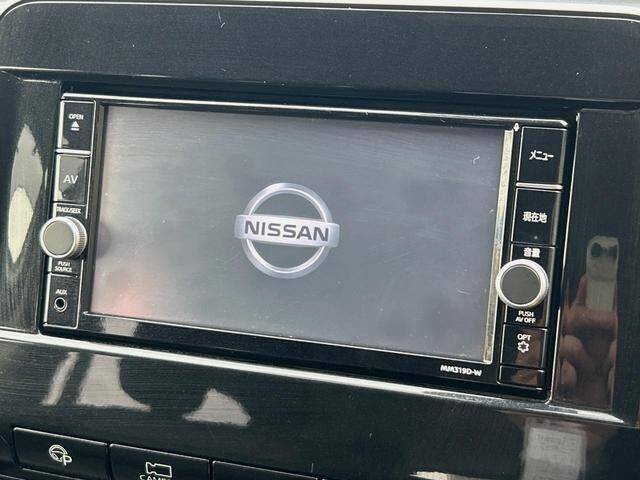 OPEN
AV
TRACK/SEEK
PUSH
SOURCE
AUX
NISSAN
メニュー
現在地
音量
PUSH
AV OFF
OPT
MM319D-W
P